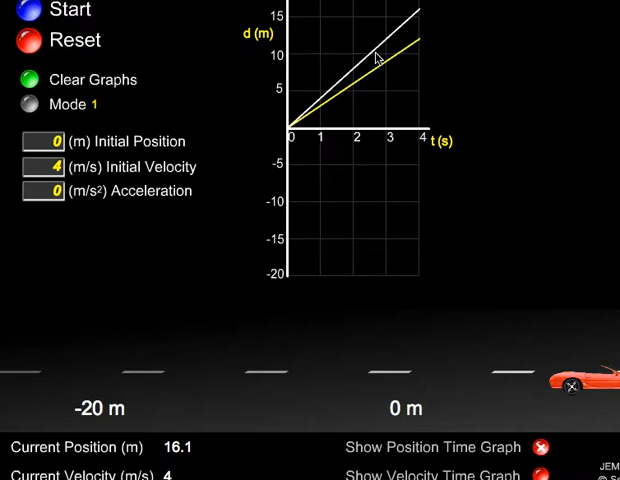 Start
Reset
Clear Graphs
Mode 1
0 (m) Initial Position
4 (m/s) Initial Velocity
0 (m/s²) Acceleration
d (m)
15
10
5
0 1 2 3 4 t (s)
-5
-10
-15
-20
-20 m 0 m
Current Position (m) 16.1 Show Position Time Graph
Current Velocity (m/s) 4 Show Velocity Time Graph
JEM